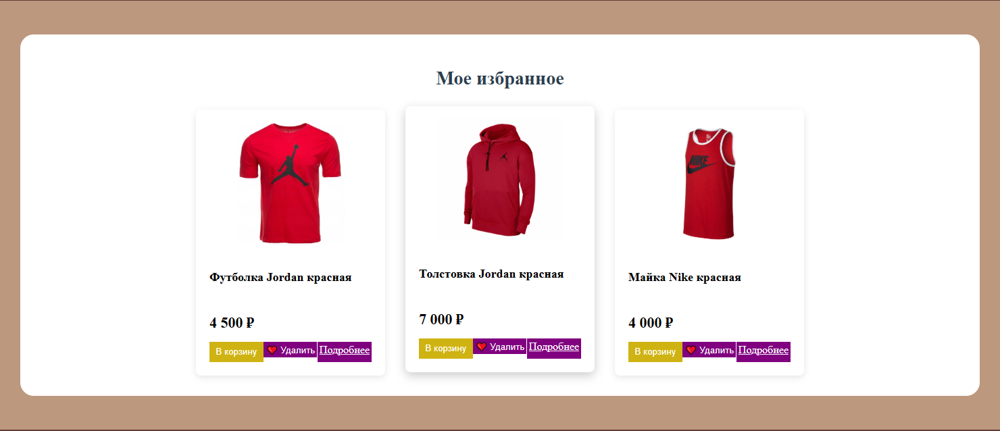 Мое избранное
NIKE
Футболка Jordan красная
Толстовка Jordan красная
Майка Nike красная
4 500 ₽
7 000 ₽
4 000 ₽
В корзину Удалить Подробнее
В корзину Удалить Подробнее
В корзину Удалить Подробнее